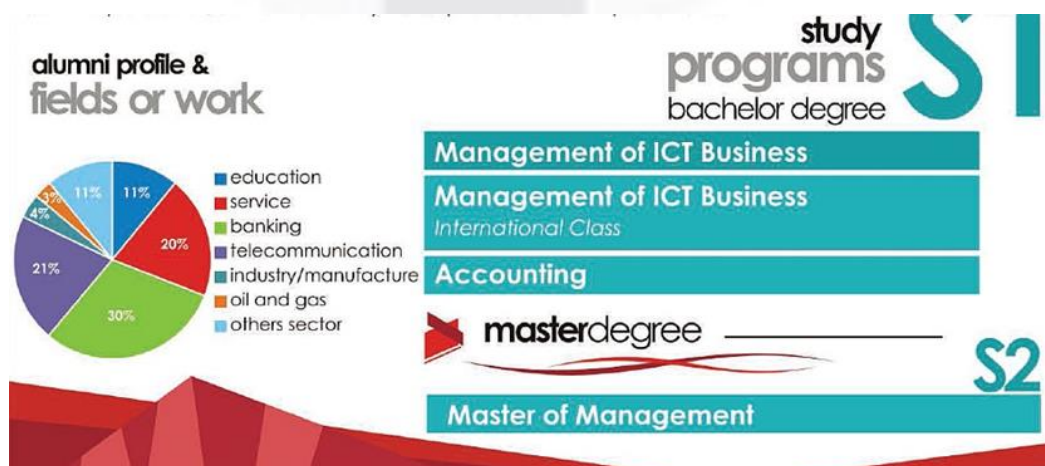 alumni profile &
fields or work
11%
20%
30%
21%
4%
3%
11%
education
service
banking
telecommunication
industry/manufacture
oil and gas
others sector
study
programs
bachelor degree
S1
Management of ICT Business
Management of ICT Business
International Class
Accounting
masterdegree
S2
Master of Management